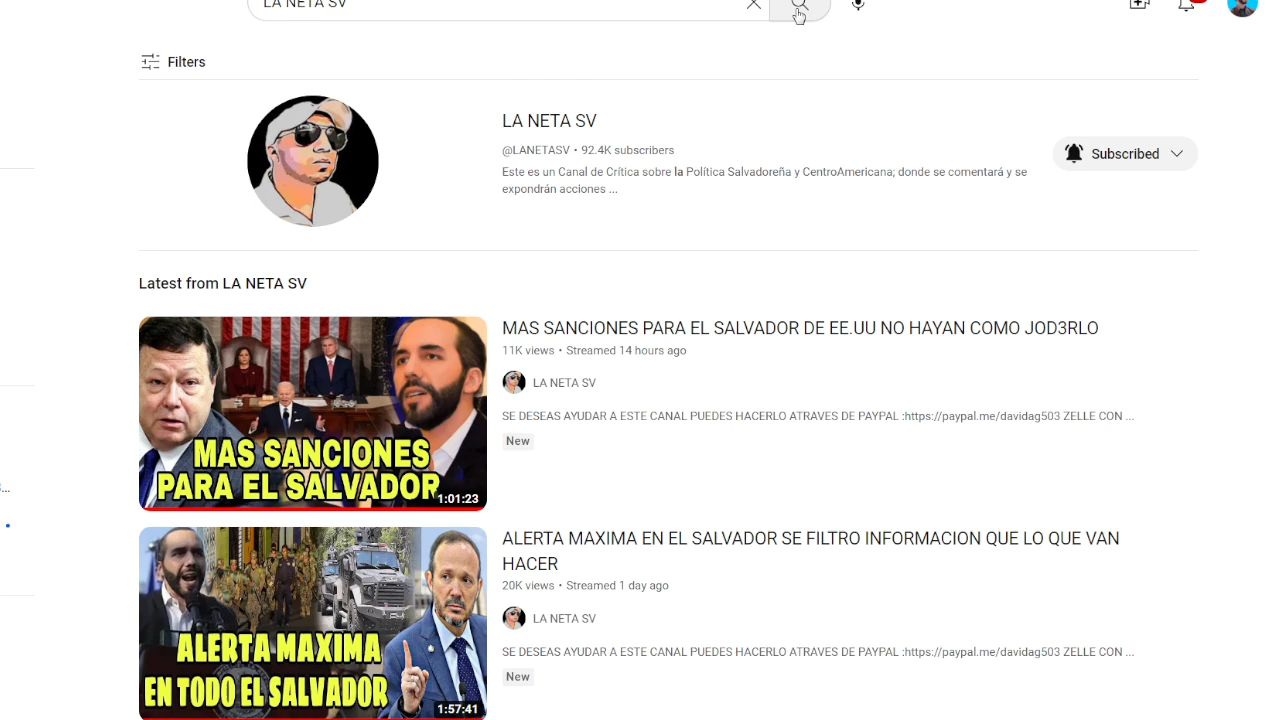 LA NETA SV
Filters
LA NETA SV
@LANETASV • 92.4K subscribers
Subscribed
Este es un Canal de Crítica sobre la Política Salvadoreña y CentroAmericana; donde se comentará y se
expondrán acciones ...
Latest from LA NETA SV
MAS SANCIONES
PARA EL SALVADOR
1:01:23
MAS SANCIONES PARA EL SALVADOR DE EE.UU NO HAYAN COMO JOD3RLO
11K views • Streamed 14 hours ago
LA NETA SV
SE DESEAS AYUDAR A ESTE CANAL PUEDES HACERLO ATRAVES DE PAYPAL :https://paypal.me/davidag503 ZELLE CON ...
New
ALERTA MAXIMA
EN TODO EL SALVADOR
1:57:41
ALERTA MAXIMA EN EL SALVADOR SE FILTRO INFORMACION QUE LO QUE VAN
HACER
20K views • Streamed 1 day ago
LA NETA SV
SE DESEAS AYUDAR A ESTE CANAL PUEDES HACERLO ATRAVES DE PAYPAL :https://paypal.me/davidag503 ZELLE CON ...
New